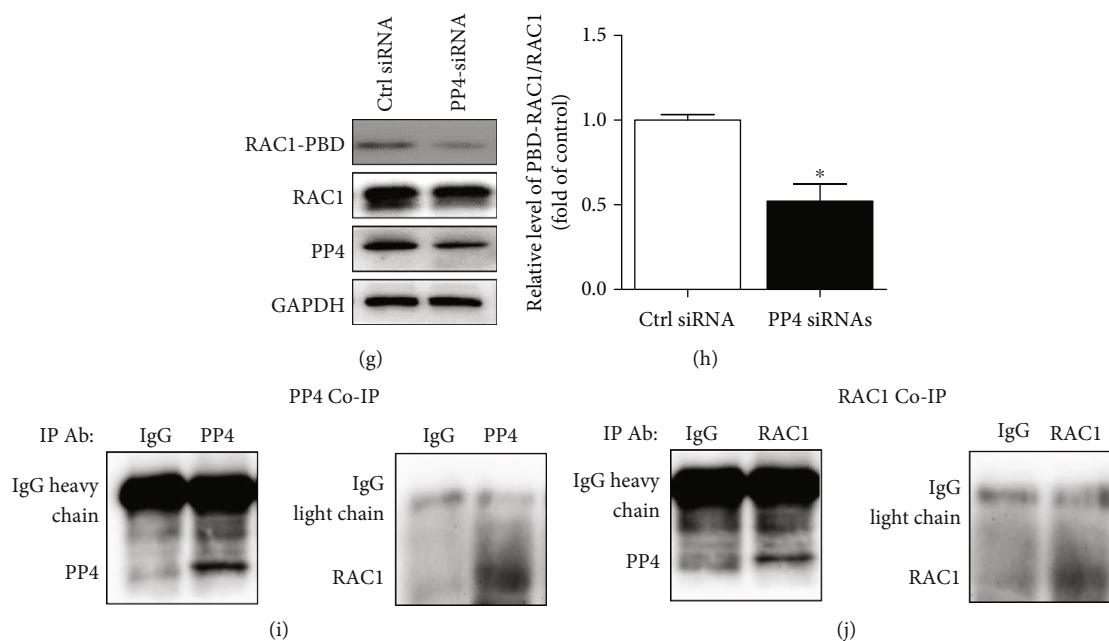 Ctrl siRNA
PP4-siRNA
RAC1-PBD
RAC1
PP4
GAPDH
(g)
Relative level of PBD-RAC1/RAC1
(fold of control)
1.5
1.0
0.5
0.0
*
Ctrl siRNA
PP4 siRNAs
(h)
PP4 Co-IP
IP Ab:
IgG
PP4
IgG heavy
chain
PP4
IgG
PP4
IgG
light chain
RAC1
(i)
RAC1 Co-IP
IP Ab:
IgG
RAC1
IgG heavy
chain
PP4
IgG
RAC1
IgG
light chain
RAC1
(j)